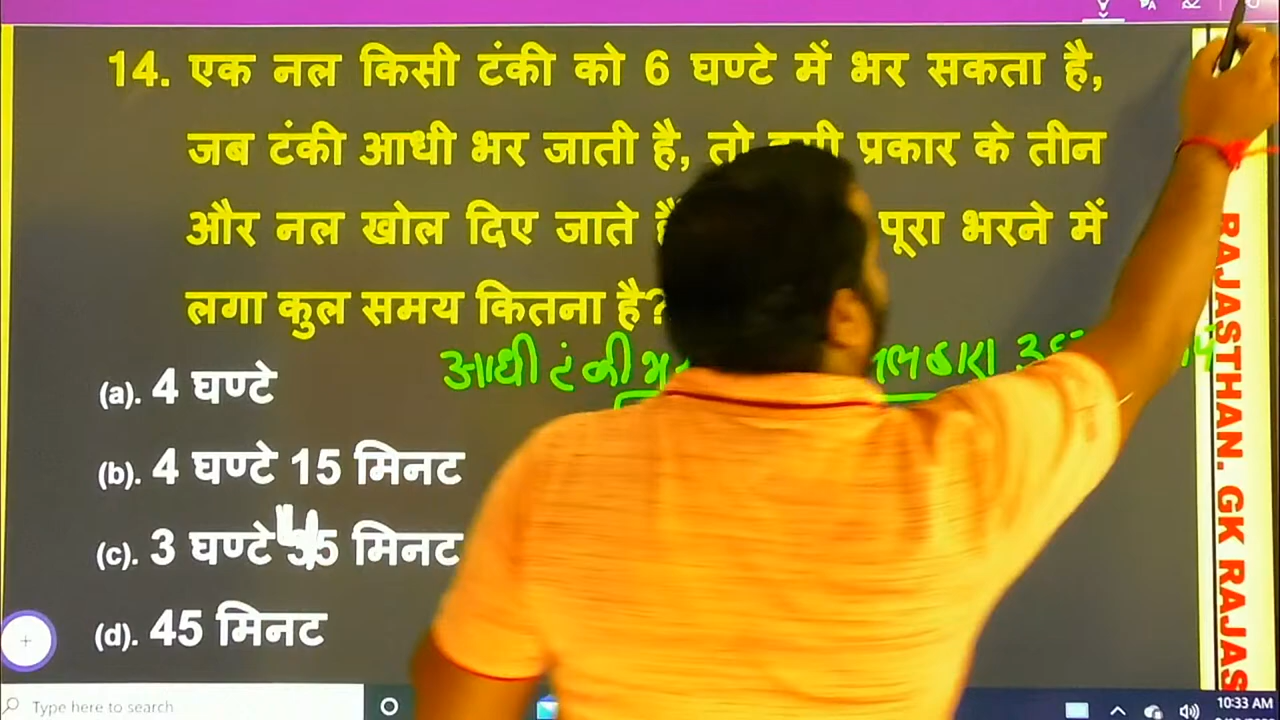 14. एक नल किसी टंकी को 6 घण्टे में भर सकता है,
जब टंकी आधी भर जाती है, तो प्रकार के तीन
और नल खोल दिए जाते पूरा भरने में
लगा कुल समय कितना है?
आधी टंकी
(a). 4 घण्टे
(b). 4 घण्टे 15 मिनट
(c). 3 घण्टे 45 मिनट
(d). 45 मिनट
RAJASTHAN. GK RAJAS
Type here to search
10:33 AM